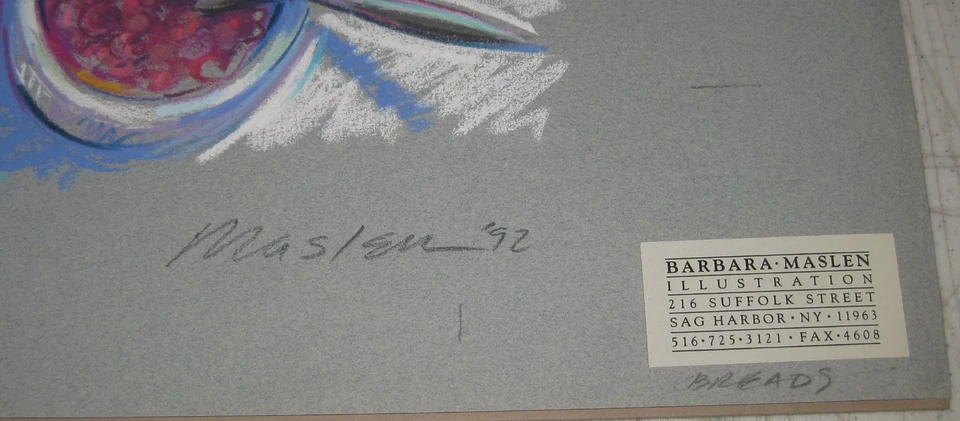 Maslen '92
BARBARA·MASLEN
ILLUSTRATION
216 SUFFOLK STREET
SAG HARBOR·NY·11963
516·725·3121·FAX·4608
BREADS